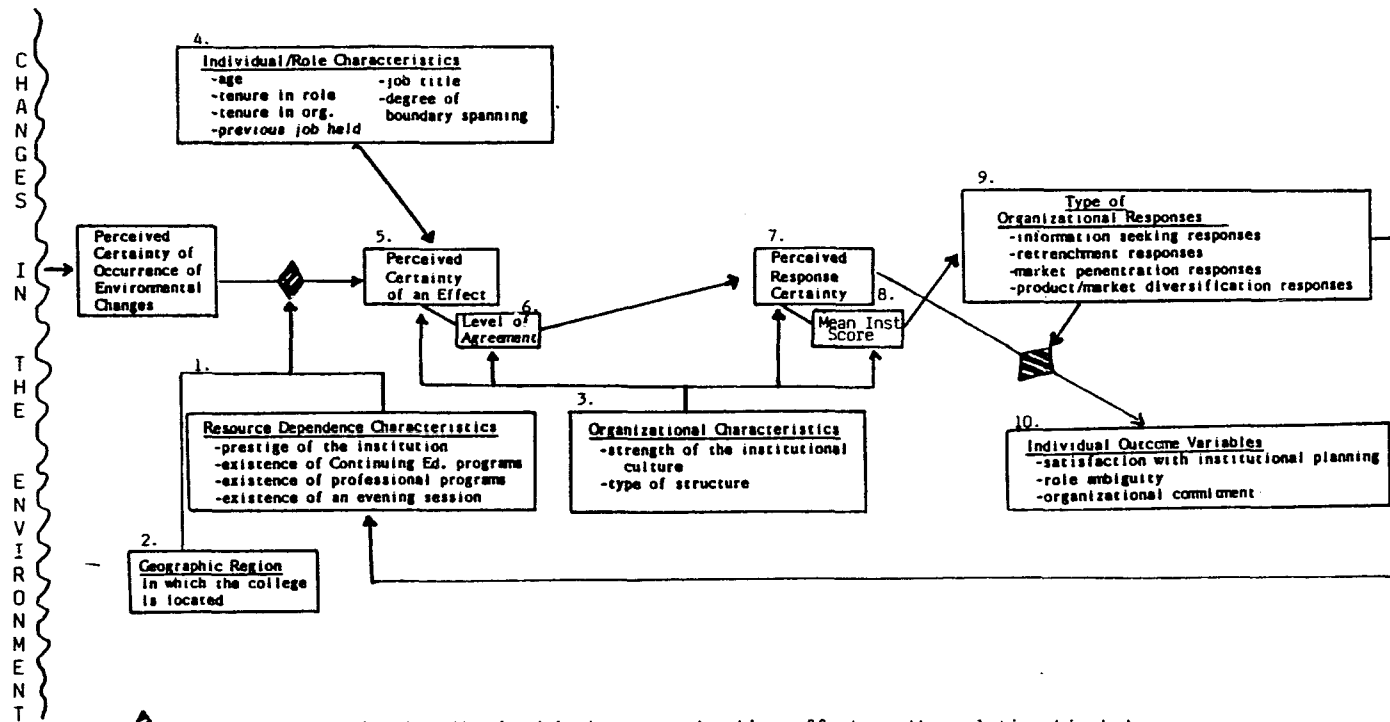 CHANGES IN THE ENVIRONMENT
4.
Individual/Role Characteristics
-age
-tenure in role
-tenure in org.
-previous job held
-job title
-degree of
boundary spanning
Perceived
Certainty of
Occurrence of
Environmental
Changes
5.
Perceived
Certainty
of an Effect
6.
Level of
Agreement
7.
Perceived
Response
Certainty
8.
Mean Inst
Score
9.
Type of
Organizational Responses
-information seeking responses
-retrenchment responses
-market penentration responses
-product/market diversification responses
1.
Resource Dependence Characteristics
-prestige of the institution
-existence of Continuing Ed. programs
-existence of professional programs
-existence of an evening session
2.
Geographic Region
in which the college
is located
3.
Organizational Characteristics
-strength of the institutional
culture
-type of structure
10.
Individual Outcome Variables
-satisfaction with institutional planning
-role ambiguity
-organizational commitment